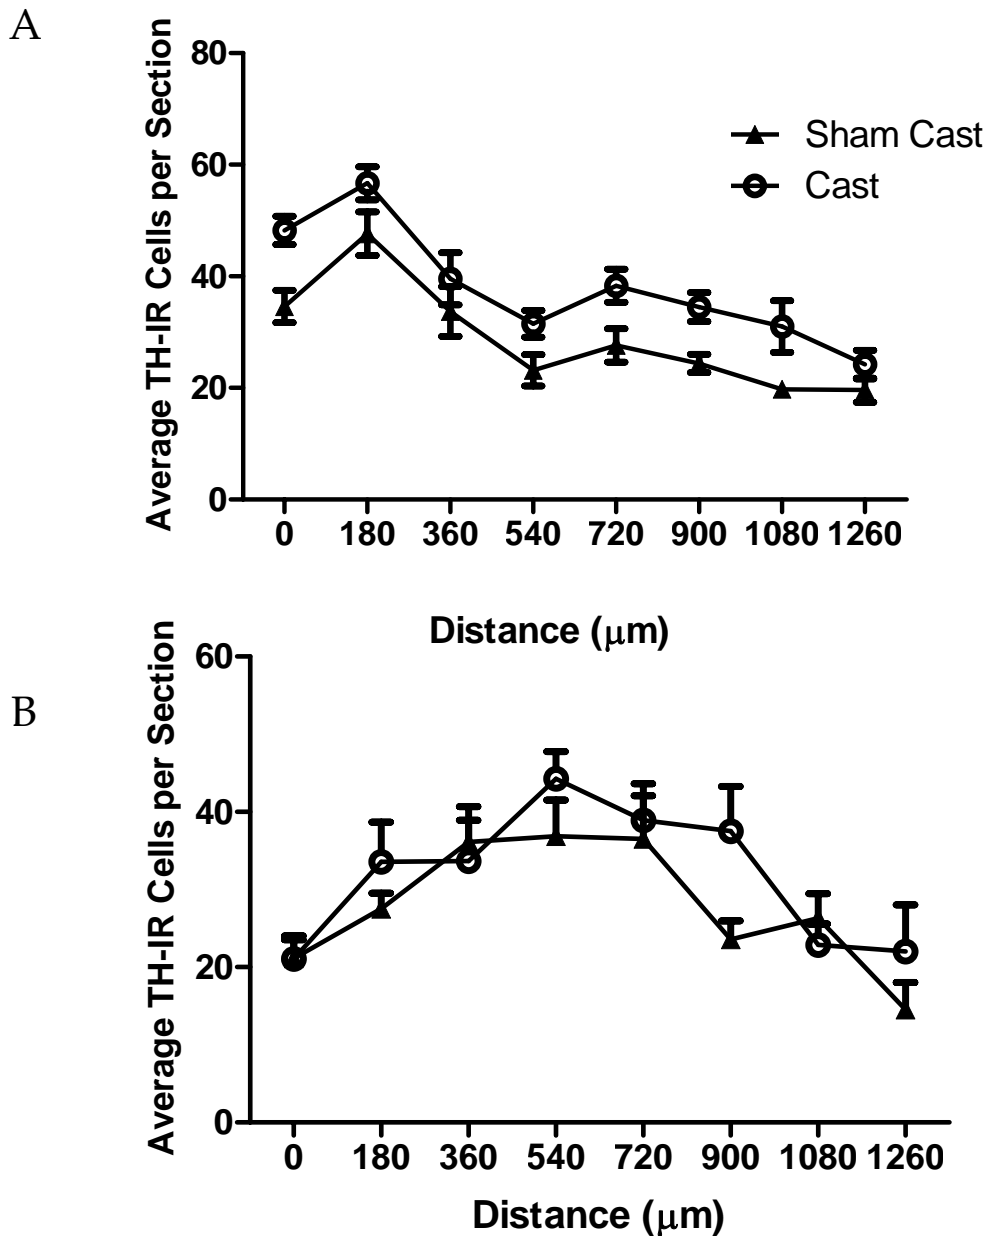 A
Average TH-IR Cells per Section
80
60
40
20
0
Sham Cast
Cast
0 180 360 540 720 900 1080 1260
Distance (μm)
B
Average TH-IR Cells per Section
60
40
20
0
0 180 360 540 720 900 1080 1260
Distance (μm)